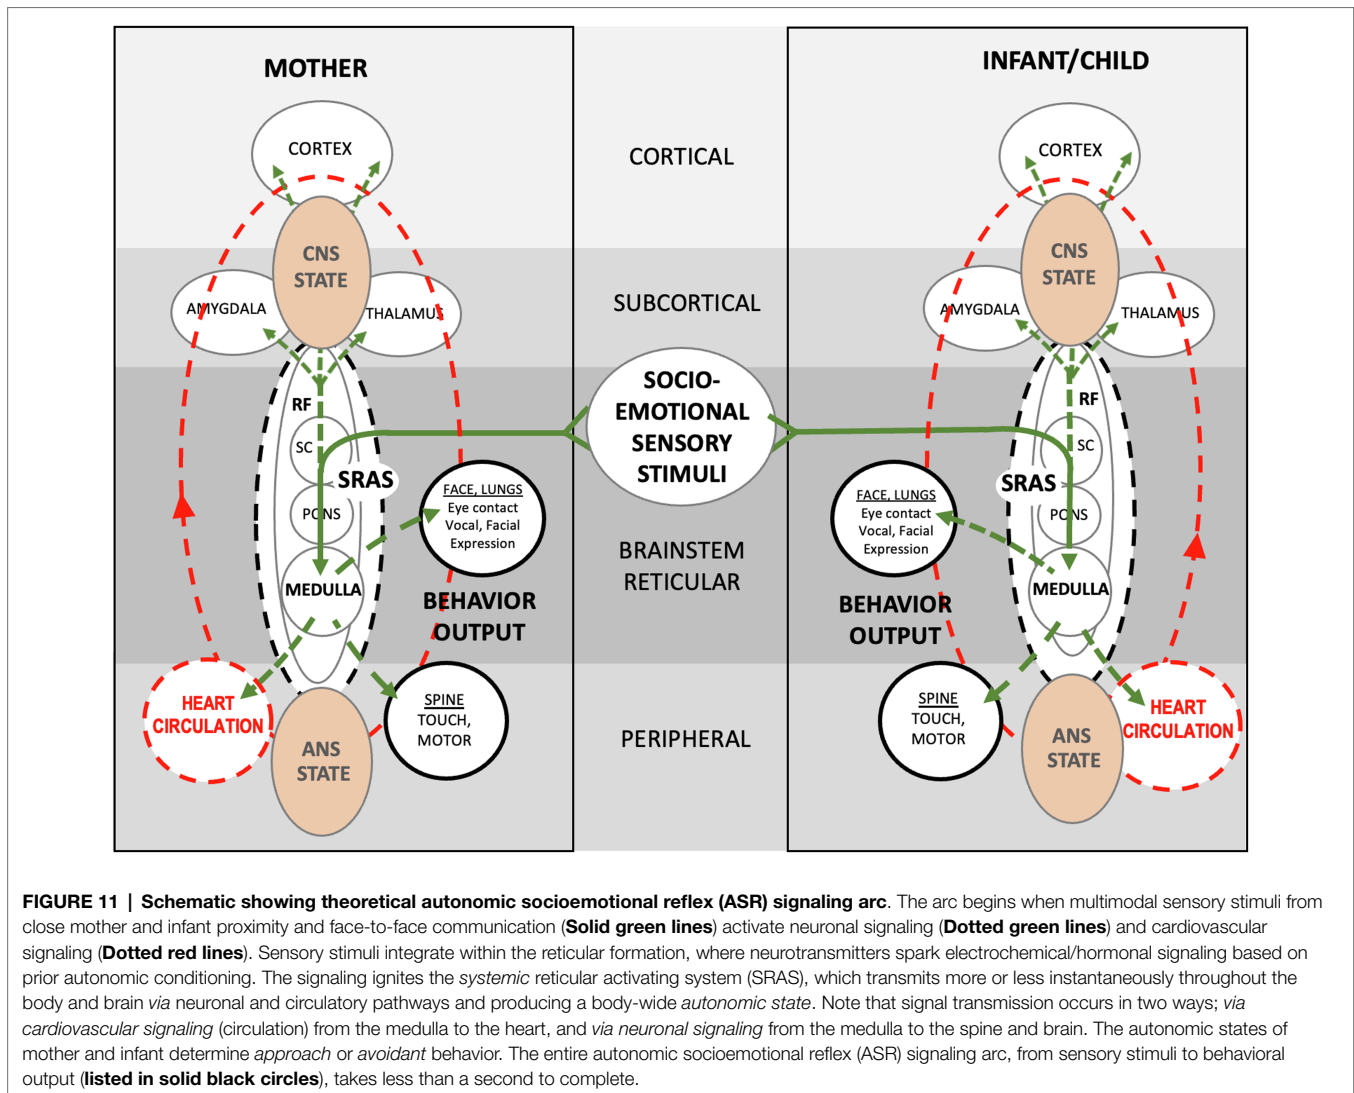 MOTHER
CORTEX
CNS
STATE
AMYGDALA
THALAMUS
RF
SC
SRAS
PONS
MEDULLA
FACE, LUNGS
Eye contact
Vocal, Facial
Expression
BEHAVIOR
OUTPUT
HEART
CIRCULATION
SPINE
TOUCH,
MOTOR
ANS
STATE
CORTICAL
SUBCORTICAL
SOCIO-
EMOTIONAL
SENSORY
STIMULI
BRAINSTEM
RETICULAR
PERIPHERAL
INFANT/CHILD
CORTEX
CNS
STATE
AMYGDALA
THALAMUS
RF
SC
SRAS
PONS
MEDULLA
FACE, LUNGS
Eye contact
Vocal, Facial
Expression
BEHAVIOR
OUTPUT
SPINE
TOUCH,
MOTOR
HEART
CIRCULATION
ANS
STATE
FIGURE 11 | Schematic showing theoretical autonomic socioemotional reflex (ASR) signaling arc. The arc begins when multimodal sensory stimuli from
close mother and infant proximity and face-to-face communication (Solid green lines) activate neuronal signaling (Dotted green lines) and cardiovascular
signaling (Dotted red lines). Sensory stimuli integrate within the reticular formation, where neurotransmitters spark electrochemical/hormonal signaling based on
prior autonomic conditioning. The signaling ignites the systemic reticular activating system (SRAS), which transmits more or less instantaneously throughout the
body and brain via neuronal and circulatory pathways and producing a body-wide autonomic state. Note that signal transmission occurs in two ways; via
cardiovascular signaling (circulation) from the medulla to the heart, and via neuronal signaling from the medulla to the spine and brain. The autonomic states of
mother and infant determine approach or avoidant behavior. The entire autonomic socioemotional reflex (ASR) signaling arc, from sensory stimuli to behavioral
output (listed in solid black circles), takes less than a second to complete.